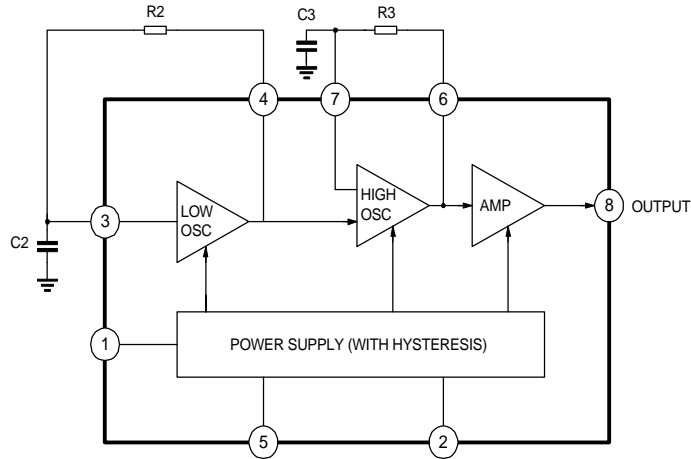 R2
C3
R3
4
7
6
3
LOW
OSC
HIGH
OSC
AMP
8
OUTPUT
C2
1
POWER SUPPLY (WITH HYSTERESIS)
5
2